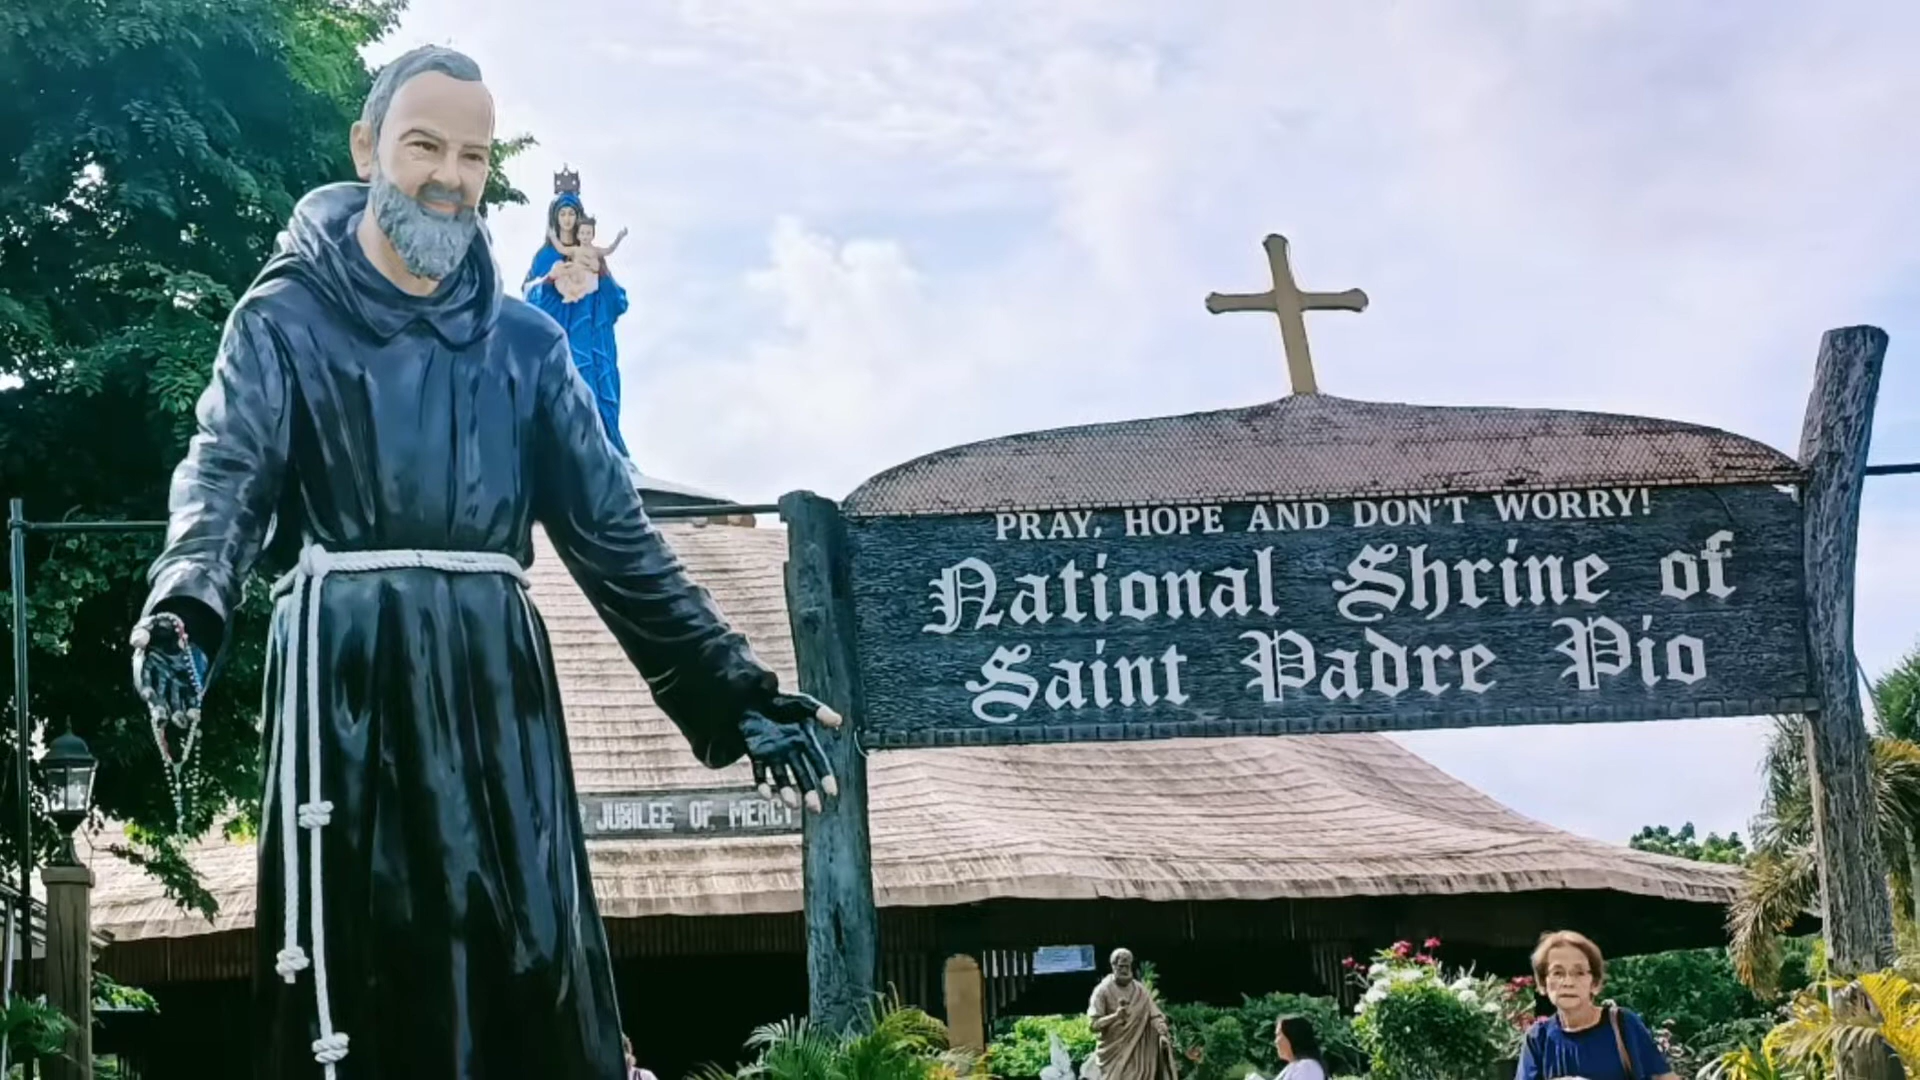 PRAY, HOPE AND DON'T WORRY!
National Shrine of
Saint Padre Pio
JUBILEE OF MERCY